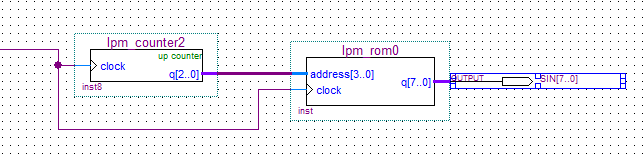 lpm_counter2
up counter
clock
q[2..0]
inst8
lpm_rom0
address[3..0]
q[7..0]
clock
inst
OUTPUT
SIN[7..0]